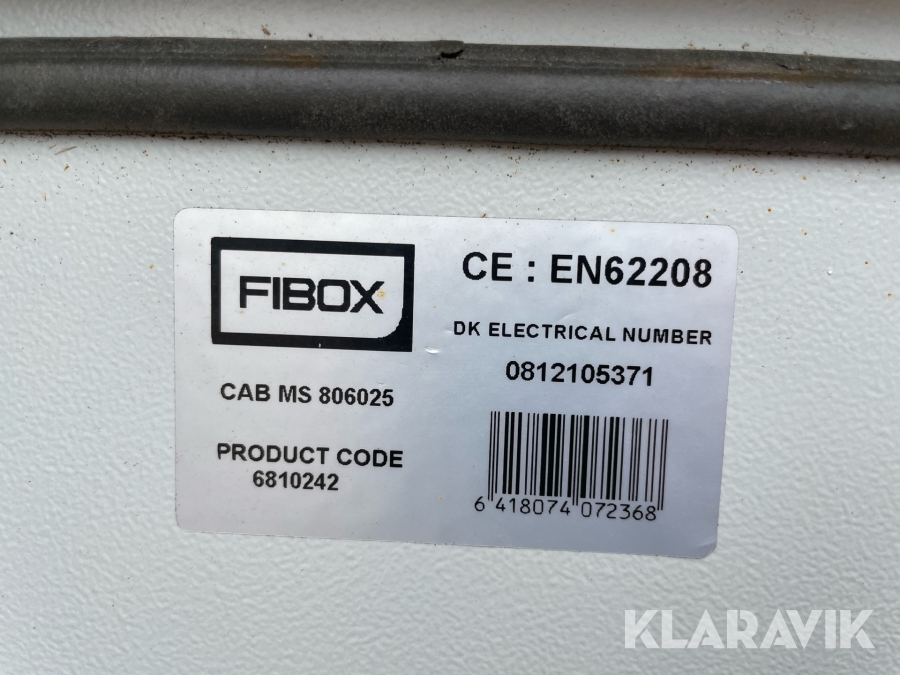 FIBOX
CAB MS 806025
PRODUCT CODE
6810242
CE : EN62208
DK ELECTRICAL NUMBER
0812105371
6 418074 072368
KLARAVIK